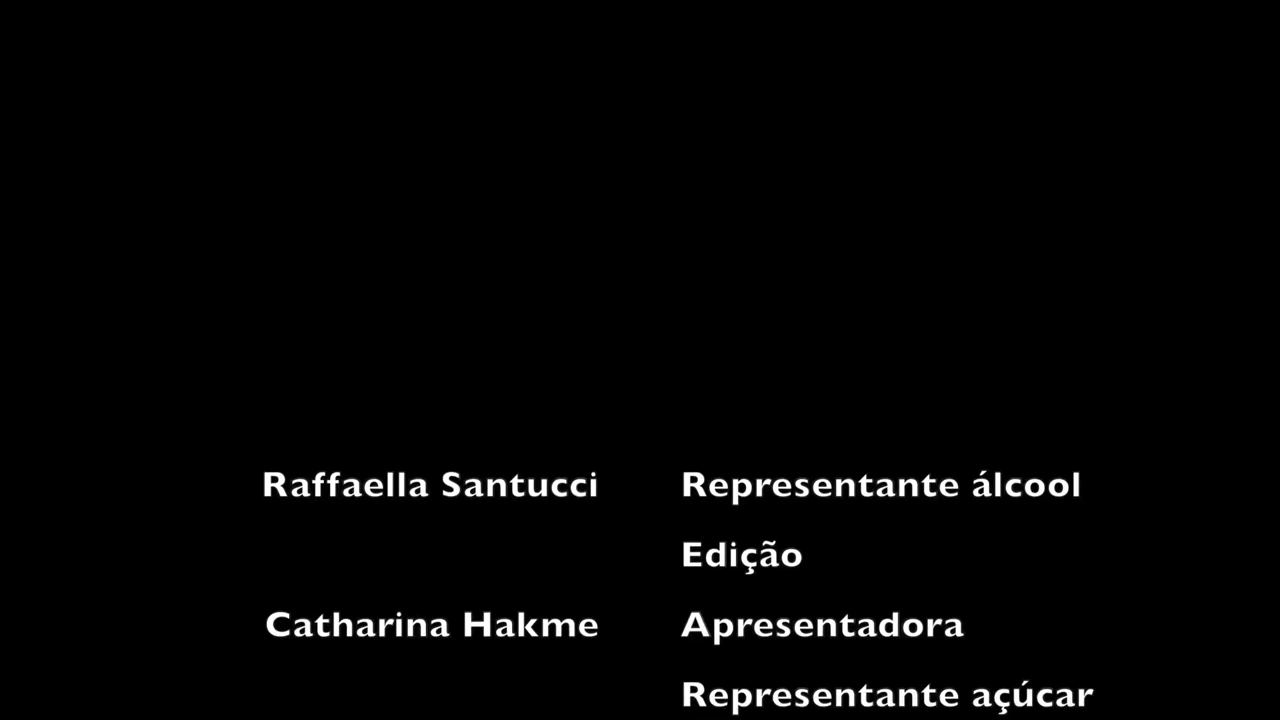 Raffaella Santucci Representante álcool
Edição
Catharina Hakme Apresentadora
Representante açúcar